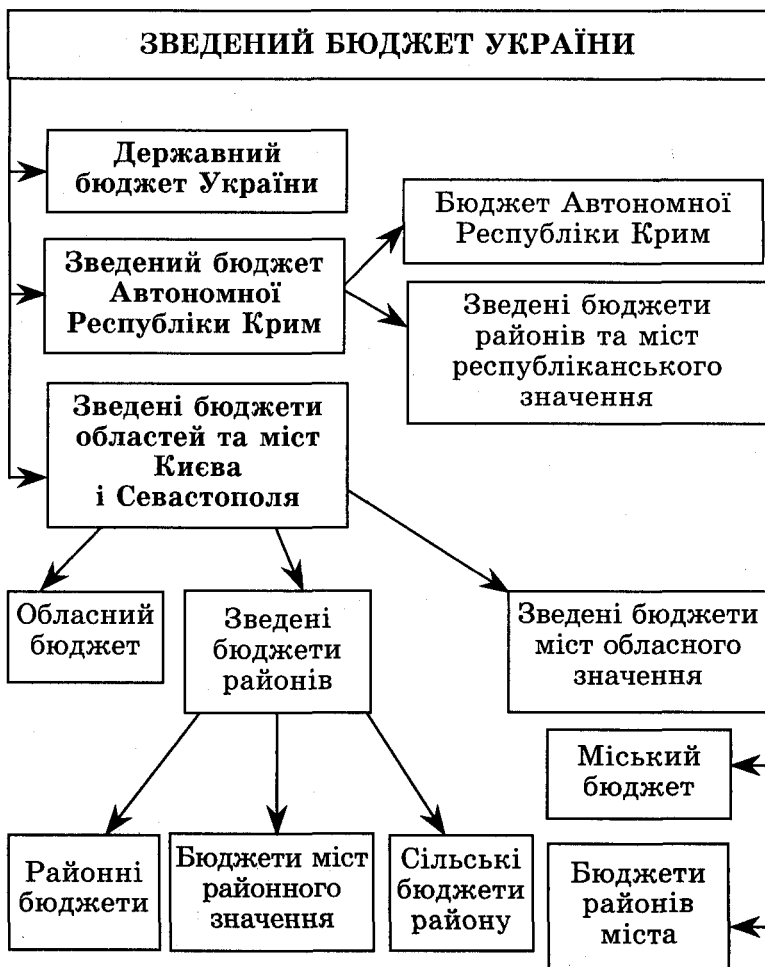 ЗВЕДЕНИЙ БЮДЖЕТ УКРАЇНИ
Державний
бюджет України
Бюджет Автономної
Республіки Крим
Зведений бюджет
Автономної
Республіки Крим
Зведені бюджети
районів та міст
республіканського
значення
Зведені бюджети
областей та міст
Києва
і Севастополя
Обласний
бюджет
Зведені
бюджети
районів
Зведені бюджети
міст обласного
значення
Міський
бюджет
Районні
бюджети
Бюджети міст
районного
значення
Сільські
бюджети
району
Бюджети
районів
міста